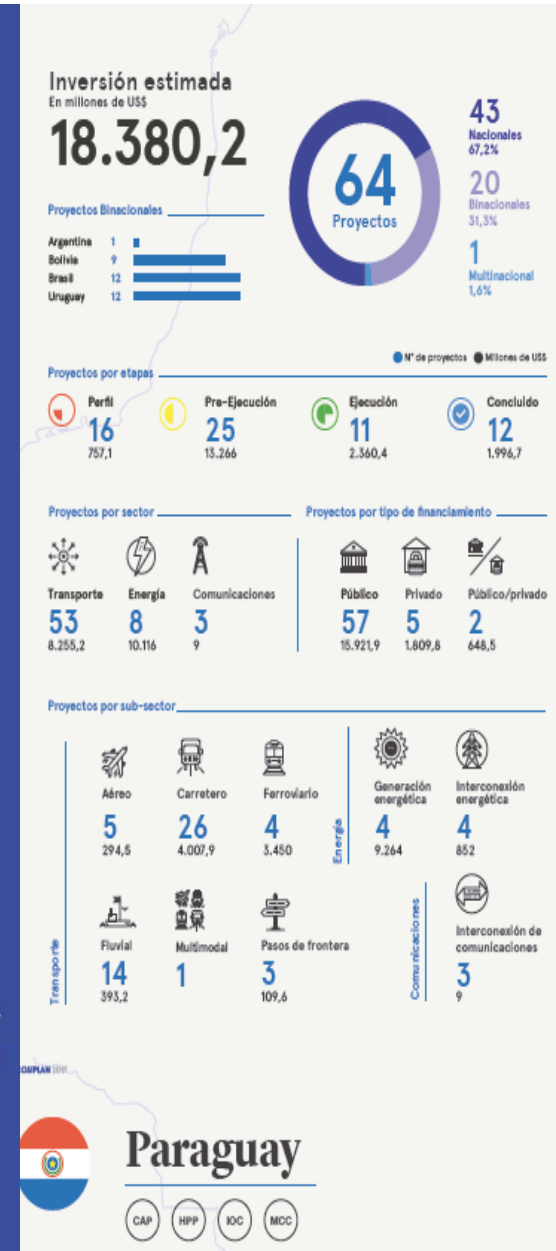 Inversión estimada
En millones de US$
18.380,2
64
Proyectos
43
Nacionales
67,2%
20
Binacionales
31,3%
1
Multinacional
1,6%
Proyectos Binacionales
Argentina 1
Bolivia 9
Brasil 12
Uruguay 12
N° de proyectos Millones de US$
Proyectos por etapas
Perfil
16
757,1
Pre-Ejecución
25
13.266
Ejecución
11
2.360,4
Concluido
12
1.996,7
Proyectos por sector
Transporte
53
8.255,2
Energía
8
10.116
Comunicaciones
3
9
Proyectos por tipo de financiamiento
Público
57
15.921,9
Privado
5
1.809,8
Público/privado
2
648,5
Proyectos por sub-sector
Transporte
Aéreo
5
294,5
Carretero
26
4.007,9
Ferroviario
4
3.450
Fluvial
14
393,2
Multimodal
1
Pasos de frontera
3
109,6
Energía
Generación
energética
4
9.264
Interconexión
energética
4
852
Comunicaciones
Interconexión de
comunicaciones
3
9
COSIPLAN 2017
Paraguay
CAP HPP IOC MCC